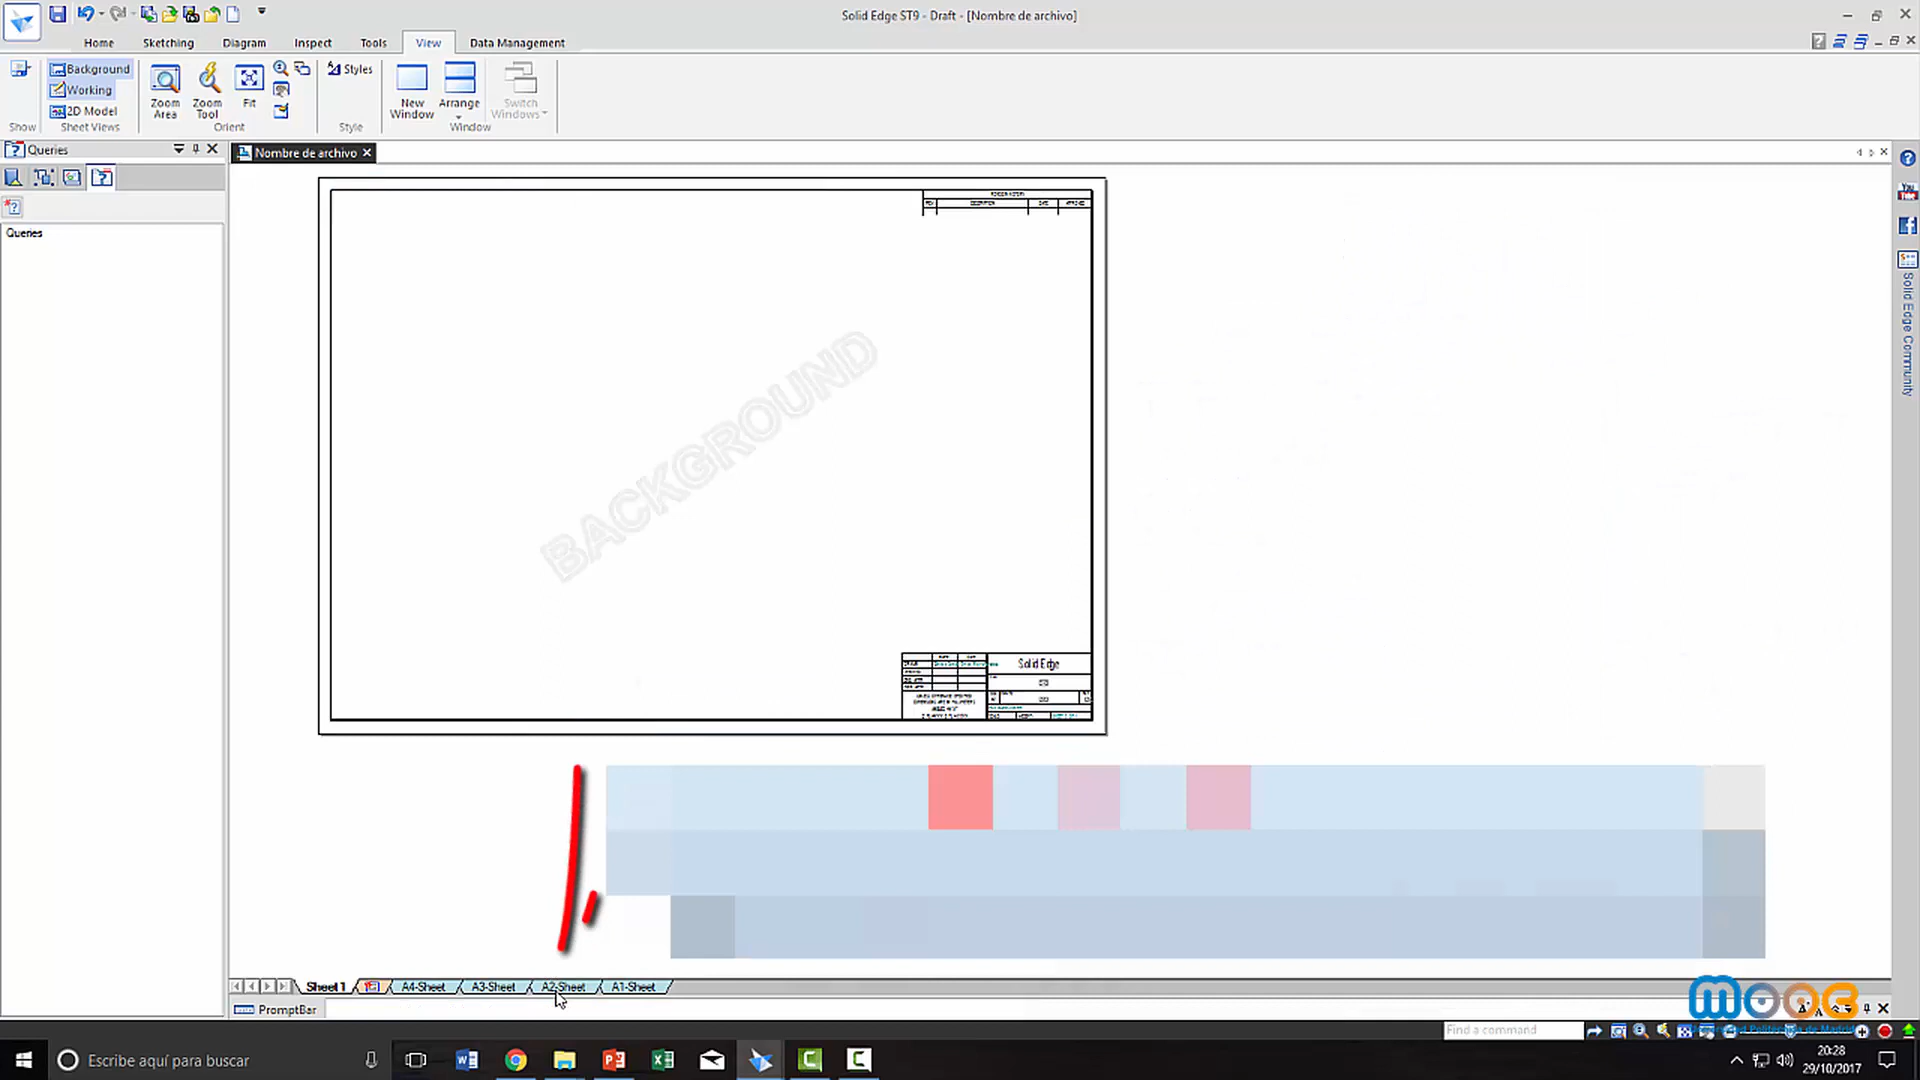 Solid Edge ST9 - Draft - [Nombre de archivo]
Home Sketching Diagram Inspect Tools View Data Management
Background
Working
2D Model
Show Sheet Views
Zoom Area
Zoom Tool
Fit
Orient
Styles
Style
New Window
Arrange
Switch Windows
Window
Queries
Nombre de archivo
Queries
BACKGROUND
Solid Edge
You
Solid Edge Community
Sheet1 A4-Sheet A3-Sheet A2-Sheet A1-Sheet
PromptBar
mooc
Find a command
Escribe aquí para buscar
20:28
29/10/2017